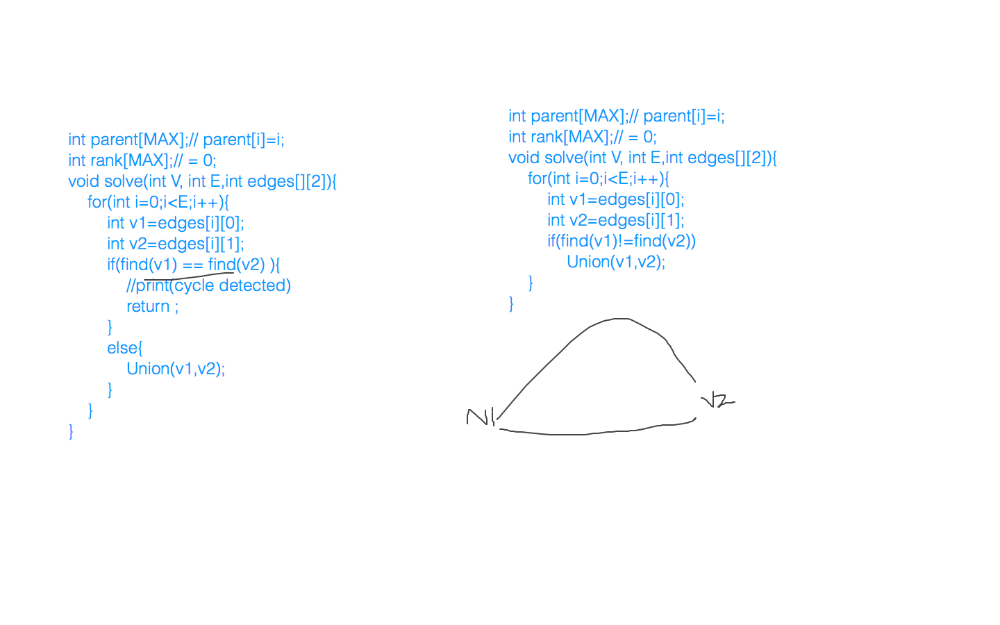 int parent[MAX];// parent[i]=i;
int rank[MAX];// = 0;
void solve(int V, int E,int edges[][2]){
for(int i=0;i<E;i++){
int v1=edges[i][0];
int v2=edges[i][1];
if(find(v1) == find(v2) ){
//print(cycle detected)
return ;
}
else{
Union(v1,v2);
}
}
}
int parent[MAX];// parent[i]=i;
int rank[MAX];// = 0;
void solve(int V, int E,int edges[][2]){
for(int i=0;i<E;i++){
int v1=edges[i][0];
int v2=edges[i][1];
if(find(v1)!=find(v2))
Union(v1,v2);
}
}
V1
V2